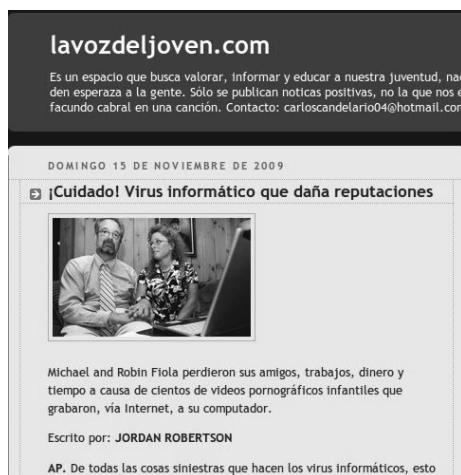 lavozdeljoven.com
Es un espacio que busca valorar, informar y educar a nuestra juventud,
den esperaza a la gente. Sólo se publican noticas positivas, no la que nos
facundo cabral en una canción. Contacto: carloscandelario04@hotmail.com
DOMINGO 15 DE NOVIEMBRE DE 2009
¡Cuidado! Virus informático que daña reputaciones
Michael and Robin Fiola perdieron sus amigos, trabajos, dinero y
tiempo a causa de cientos de videos pornográficos infantiles que
grabaron, vía Internet, a su computador.
Escrito por: JORDAN ROBERTSON
AP. De todas las cosas siniestras que hacen los virus informáticos, esto